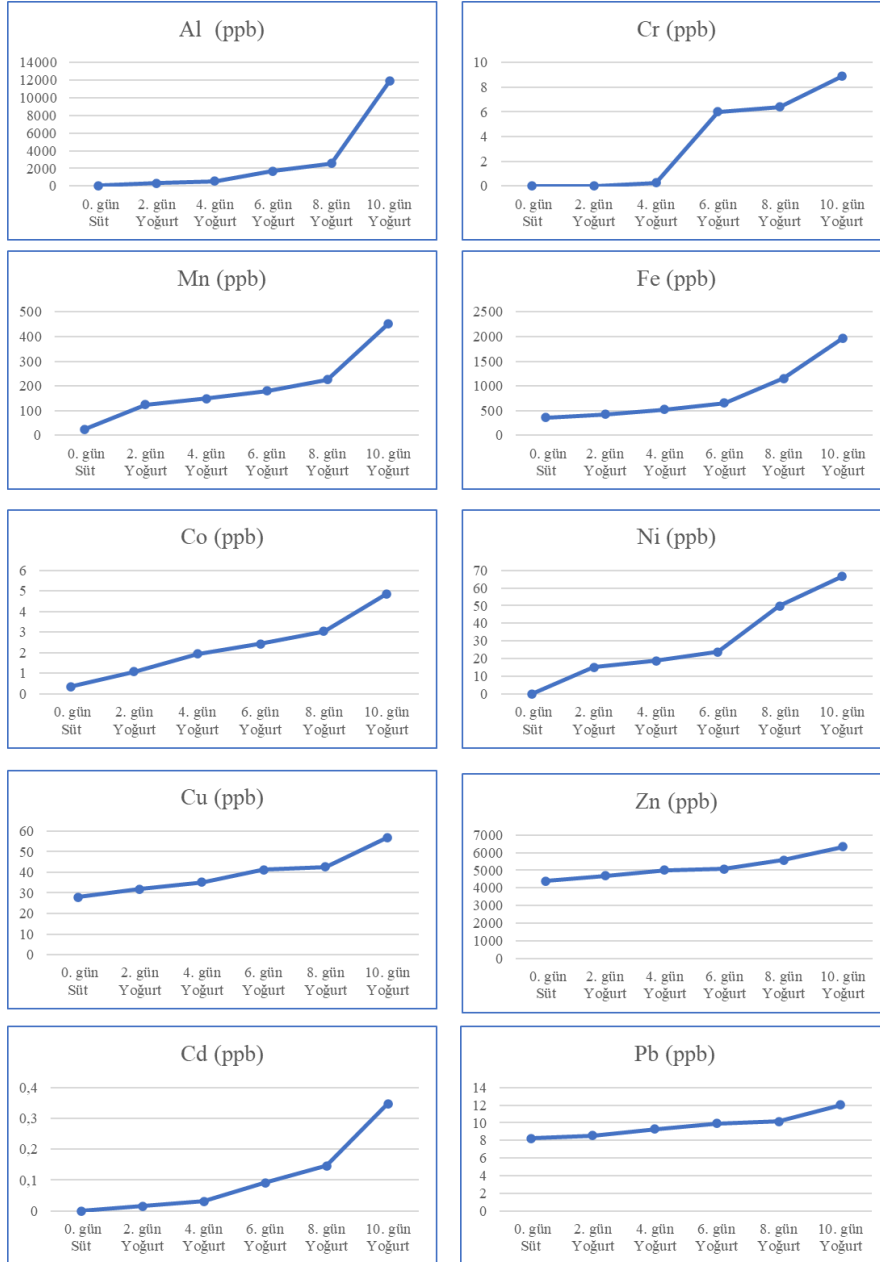 Al (ppb)
14000
12000
10000
8000
6000
4000
2000
0
0. gün 2. gün 4. gün 6. gün 8. gün 10. gün
Süt Yoğurt Yoğurt Yoğurt Yoğurt Yoğurt
Cr (ppb)
10
8
6
4
2
0
0. gün 2. gün 4. gün 6. gün 8. gün 10. gün
Süt Yoğurt Yoğurt Yoğurt Yoğurt Yoğurt
Mn (ppb)
500
400
300
200
100
0
0. gün 2. gün 4. gün 6. gün 8. gün 10. gün
Süt Yoğurt Yoğurt Yoğurt Yoğurt Yoğurt
Fe (ppb)
2500
2000
1500
1000
500
0
0. gün 2. gün 4. gün 6. gün 8. gün 10. gün
Süt Yoğurt Yoğurt Yoğurt Yoğurt Yoğurt
Co (ppb)
6
5
4
3
2
1
0
0. gün 2. gün 4. gün 6. gün 8. gün 10. gün
Süt Yoğurt Yoğurt Yoğurt Yoğurt Yoğurt
Ni (ppb)
70
60
50
40
30
20
10
0
0. gün 2. gün 4. gün 6. gün 8. gün 10. gün
Süt Yoğurt Yoğurt Yoğurt Yoğurt Yoğurt
Cu (ppb)
60
50
40
30
20
10
0
0. gün 2. gün 4. gün 6. gün 8. gün 10. gün
Süt Yoğurt Yoğurt Yoğurt Yoğurt Yoğurt
Zn (ppb)
7000
6000
5000
4000
3000
2000
1000
0
0. gün 2. gün 4. gün 6. gün 8. gün 10. gün
Süt Yoğurt Yoğurt Yoğurt Yoğurt Yoğurt
Cd (ppb)
0,4
0,3
0,2
0,1
0
0. gün 2. gün 4. gün 6. gün 8. gün 10. gün
Süt Yoğurt Yoğurt Yoğurt Yoğurt Yoğurt
Pb (ppb)
14
12
10
8
6
4
2
0
0. gün 2. gün 4. gün 6. gün 8. gün 10. gün
Süt Yoğurt Yoğurt Yoğurt Yoğurt Yoğurt